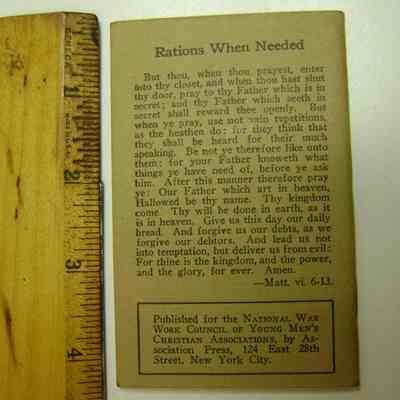 Rations When Needed
But thou, when thou prayest, enter
into thy closet, and when thou hast shut
thy door, pray to thy Father which is in
secret; and thy Father which seeth in
secret shall reward thee openly. But
when ye pray, use not vain repetitions,
as the heathen do: for they think that
they shall be heard for their much
speaking. Be not ye therefore like unto
them: for your Father knoweth what
things ye have need of, before ye ask
him. After this manner therefore pray
ye: Our Father which art in heaven,
Hallowed be thy name. Thy kingdom
come. Thy will be done in earth, as it
is in heaven. Give us this day our daily
bread. And forgive us our debts, as we
forgive our debtors. And lead us not
into temptation, but deliver us from evil:
For thine is the kingdom, and the power,
and the glory, for ever. Amen.
—Matt. vi. 6-13.
Published for the NATIONAL WAR
WORK COUNCIL OF YOUNG MEN'S
CHRISTIAN ASSOCIATIONS, by As-
sociation Press, 124 East 28th
Street, New York City.
1
2
3
4